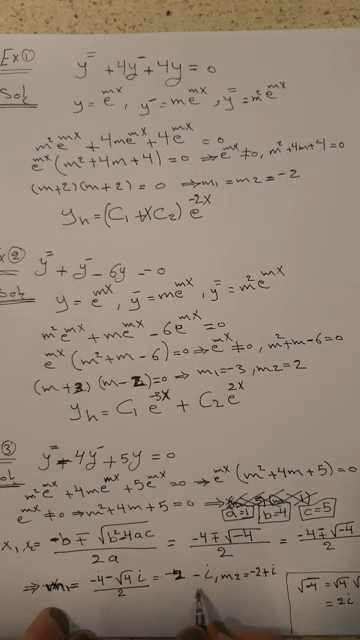 Ex①
y̿ + 4y̅ + 4y = 0
Sol
y = e^mx, y̅ = me^mx, y̿ = m²e^mx
m²e^mx + 4me^mx + 4e^mx = 0
e^mx (m² + 4m + 4) = 0 ⇒ e^mx ≠ 0, m² + 4m + 4 = 0
(m+2)(m+2) = 0 ⇒ m₁ = m₂ = -2
y_h = (C₁ + xC₂) e^-2x
x②
y̿ + y̅ - 6y = 0
Sol
y = e^mx, y̅ = me^mx, y̿ = m²e^mx
m²e^mx + me^mx - 6e^mx = 0
e^mx (m² + m - 6) = 0 ⇒ e^mx ≠ 0, m² + m - 6 = 0
(m+3)(m-2) = 0 ⇒ m₁ = -3, m₂ = 2
y_h = C₁ e^-3x + C₂ e^2x
③
y̿ - 4y̅ + 5y = 0
m²e^mx + 4me^mx + 5e^mx = 0 ⇒ e^mx (m² + 4m + 5) = 0
e^mx ≠ 0 ⇒ m² + 4m + 5 = 0 ⇒
a=1 b=4 c=5
x₁, x₂ = (-b ∓ √(b² - 4ac)) / 2a = (-4 ∓ √-4) / 2 = (-4 ∓ √-4
⇒ m₁ = (-4 - √4 i) / 2 = -2 - i, m₂ = -2 + i
√-4 = √4 √
= 2i